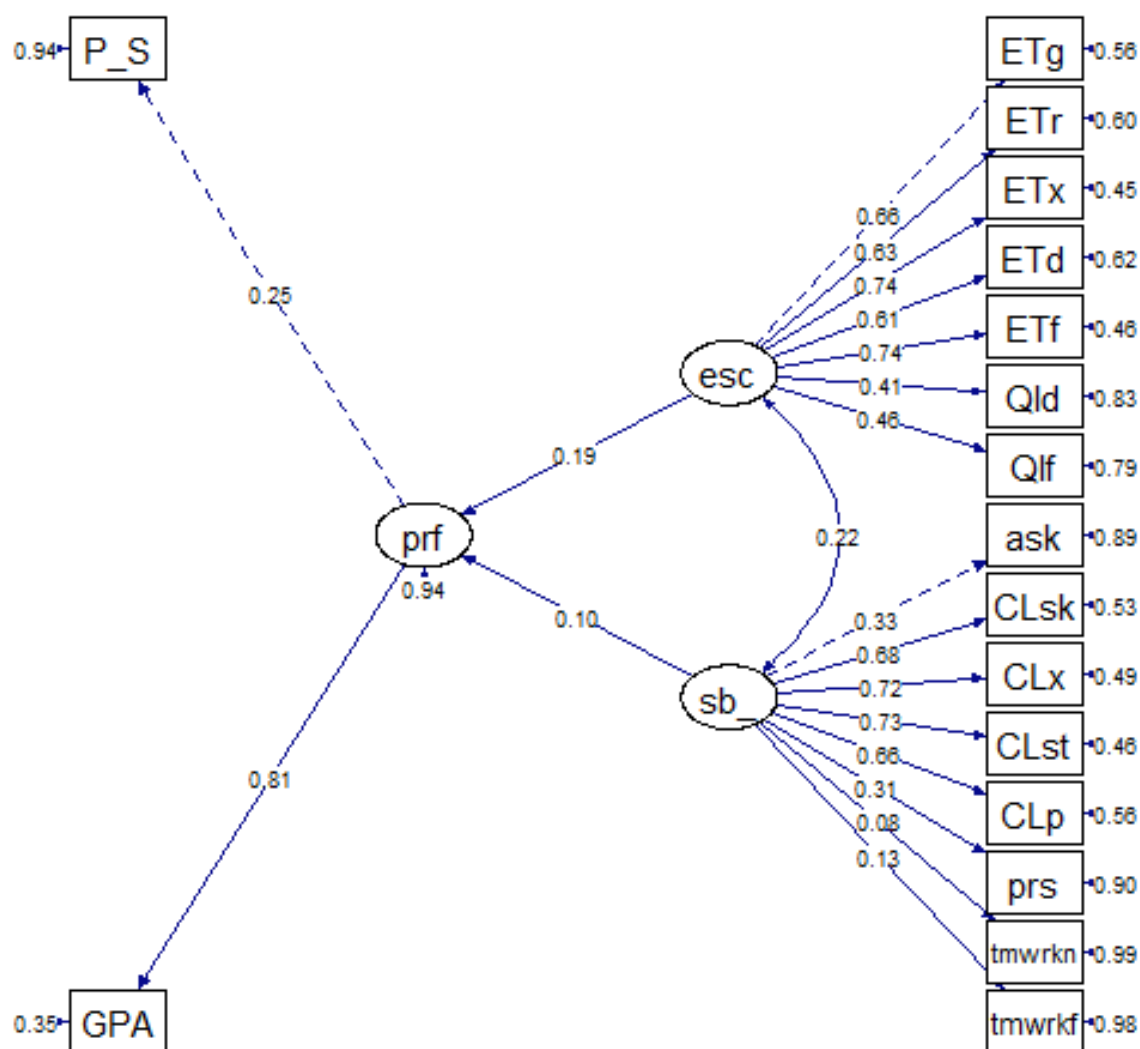 0.94
P_S
ETg
0.56
ETr
0.60
ETx
0.45
0.66
0.63
ETd
0.62
0.74
0.25
0.61
ETf
0.46
0.74
esc
0.41
Qld
0.83
0.46
0.19
Qlf
0.79
prf
0.22
ask
0.89
0.94
CLsk
0.53
0.10
0.33
0.68
CLx
0.49
sb_
0.72
0.73
CLst
0.46
0.66
0.81
0.31
CLp
0.56
0.08
0.13
prs
0.90
tmwrkn
0.99
0.35
GPA
tmwrkf
0.98